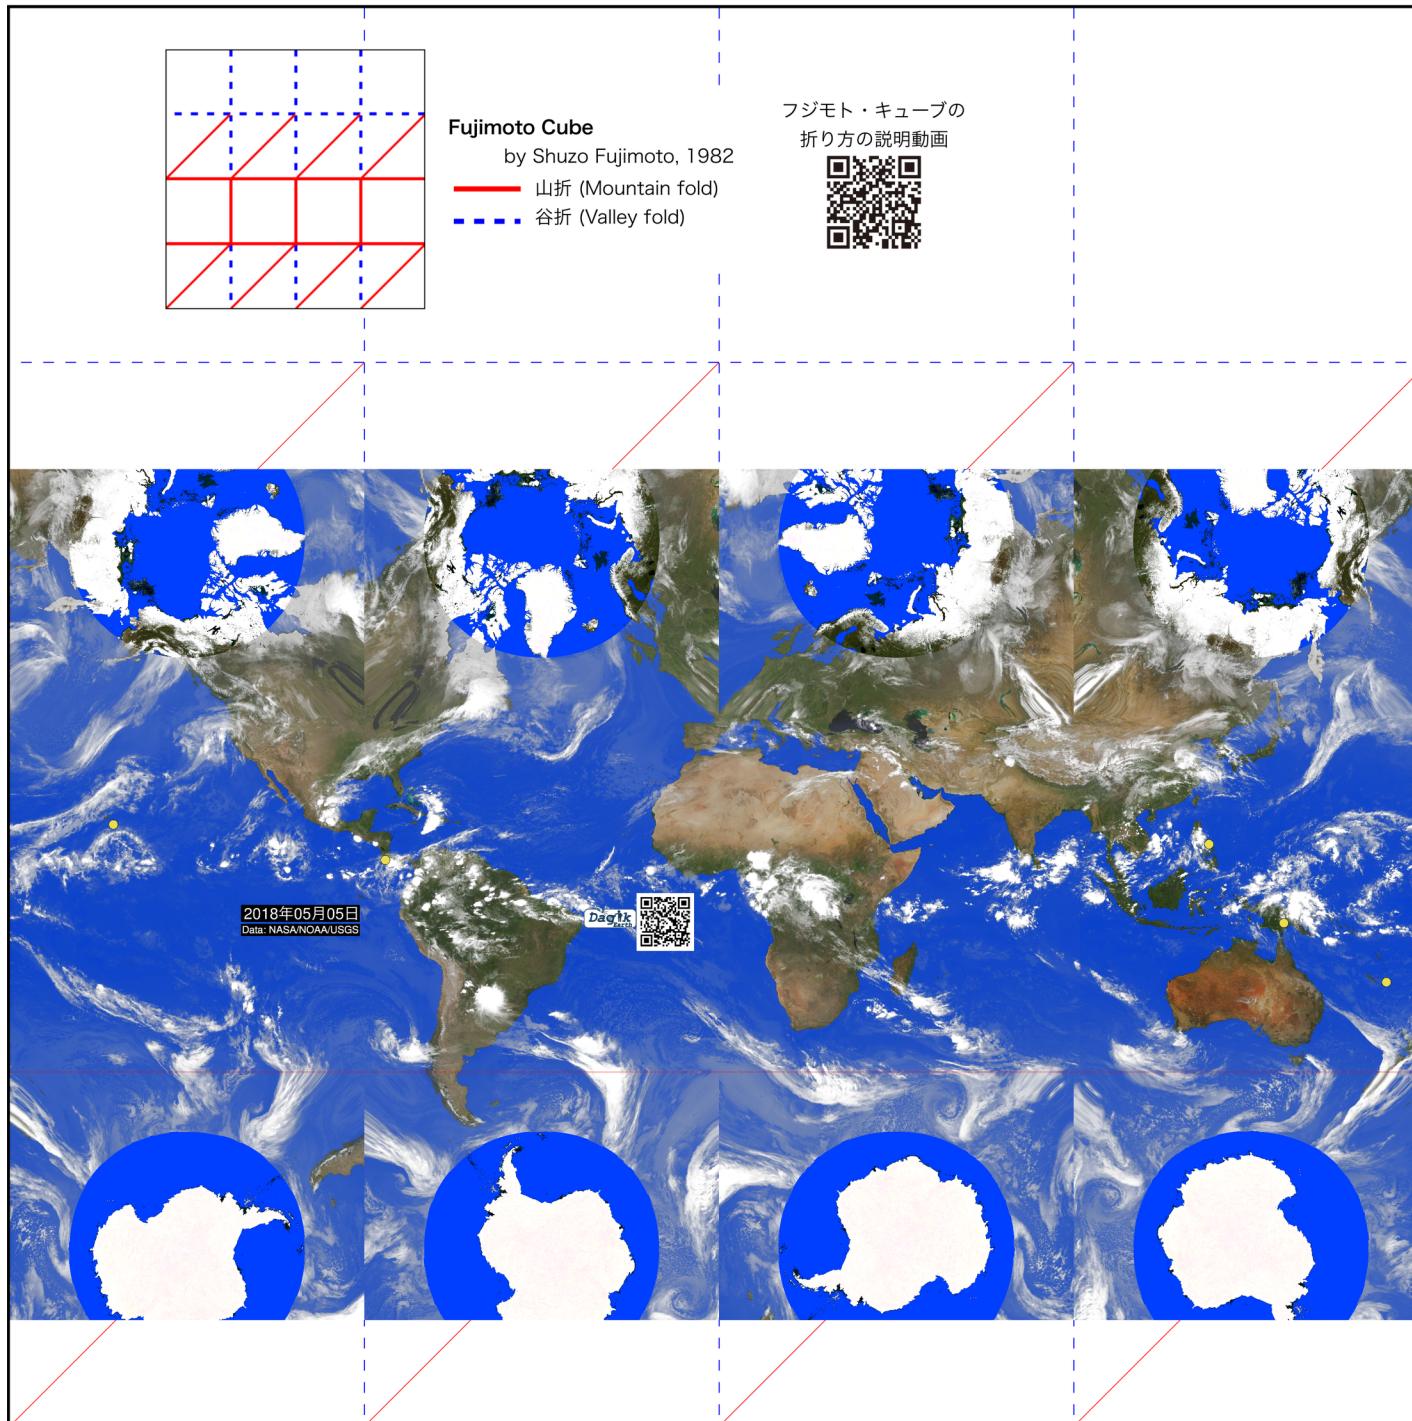 Fujimoto Cube
by Shuzo Fujimoto, 1982
山折 (Mountain fold)
谷折 (Valley fold)
フジモト・キューブの
折り方の説明動画
2018年05月05日
Data: NASA/NOAA/USGS
Dagik
Earth